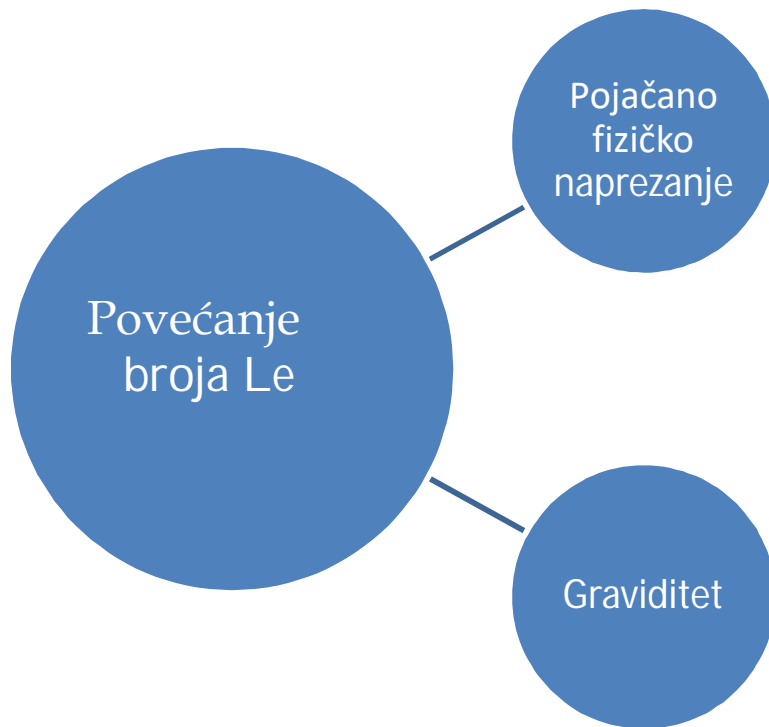 Povećanje
broja Le
Pojačano
fizičko
naprezanje
Graviditet